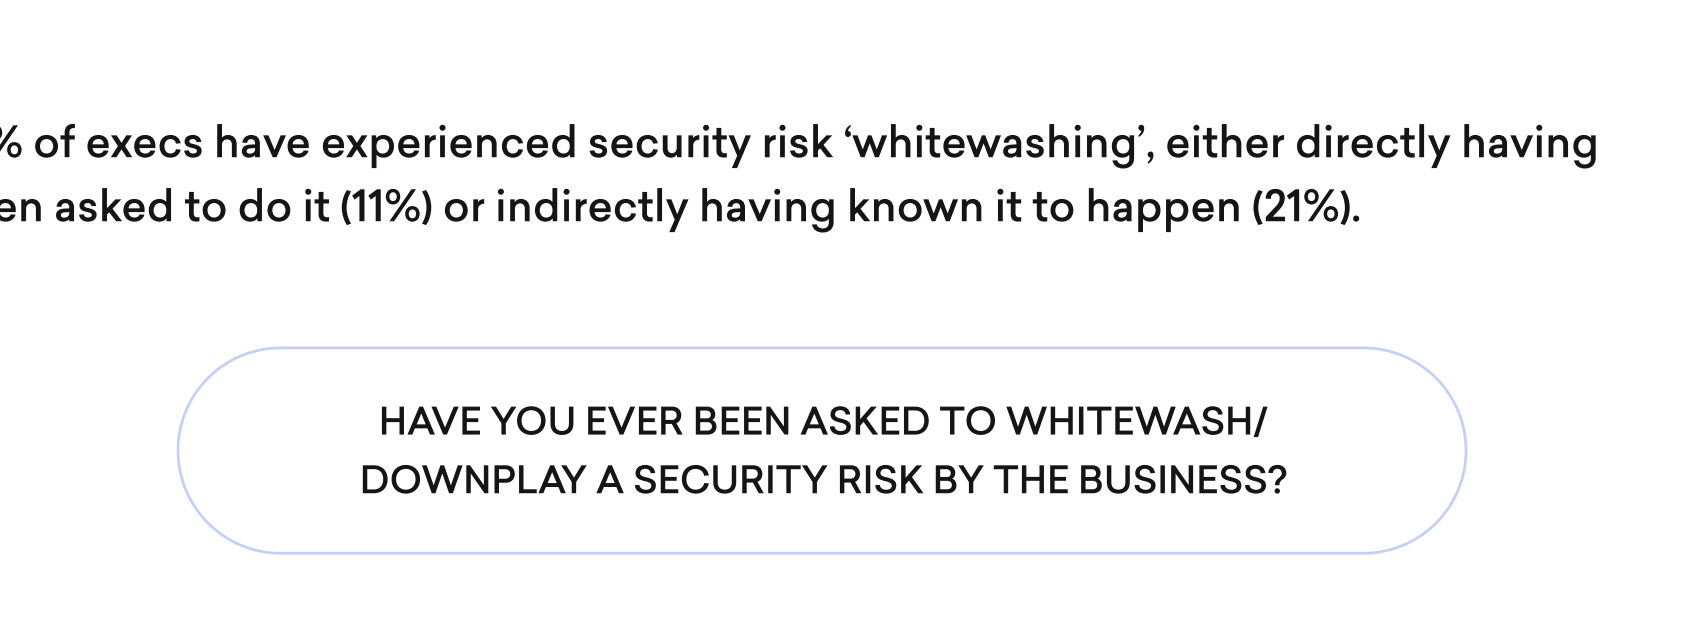 % of execs have experienced security risk ‘whitewashing’, either directly having
en asked to do it (11%) or indirectly having known it to happen (21%).
HAVE YOU EVER BEEN ASKED TO WHITEWASH/
DOWNPLAY A SECURITY RISK BY THE BUSINESS?